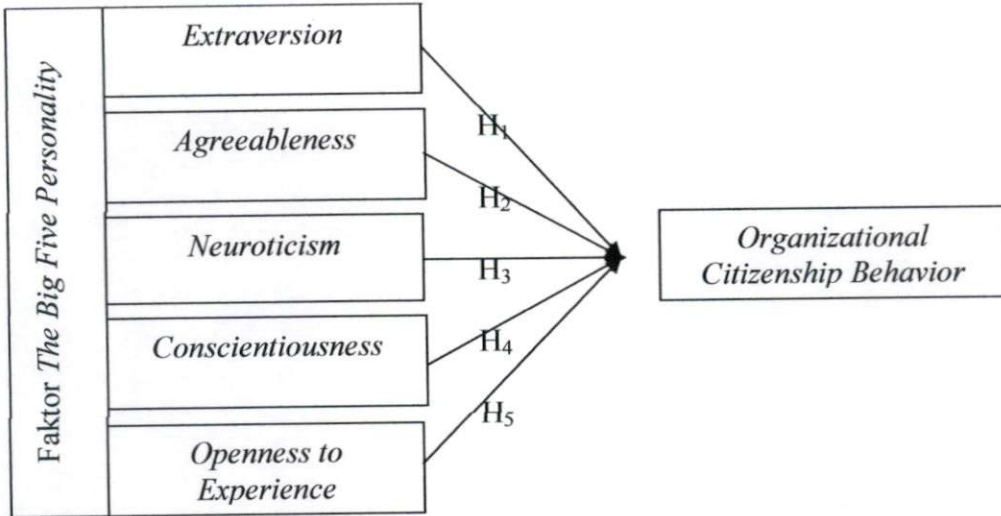 Faktor The Big Five Personality
Extraversion
Agreeableness
Neuroticism
Conscientiousness
Openness to
Experience
H₁
H₂
H₃
H₄
H₅
Organizational
Citizenship Behavior